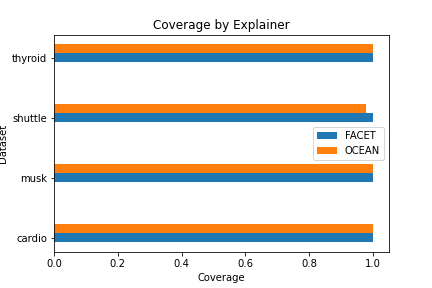 Coverage by Explainer
Dataset
thyroid
shuttle
musk
cardio
FACET
OCEAN
0.0 0.2 0.4 0.6 0.8 1.0
Coverage